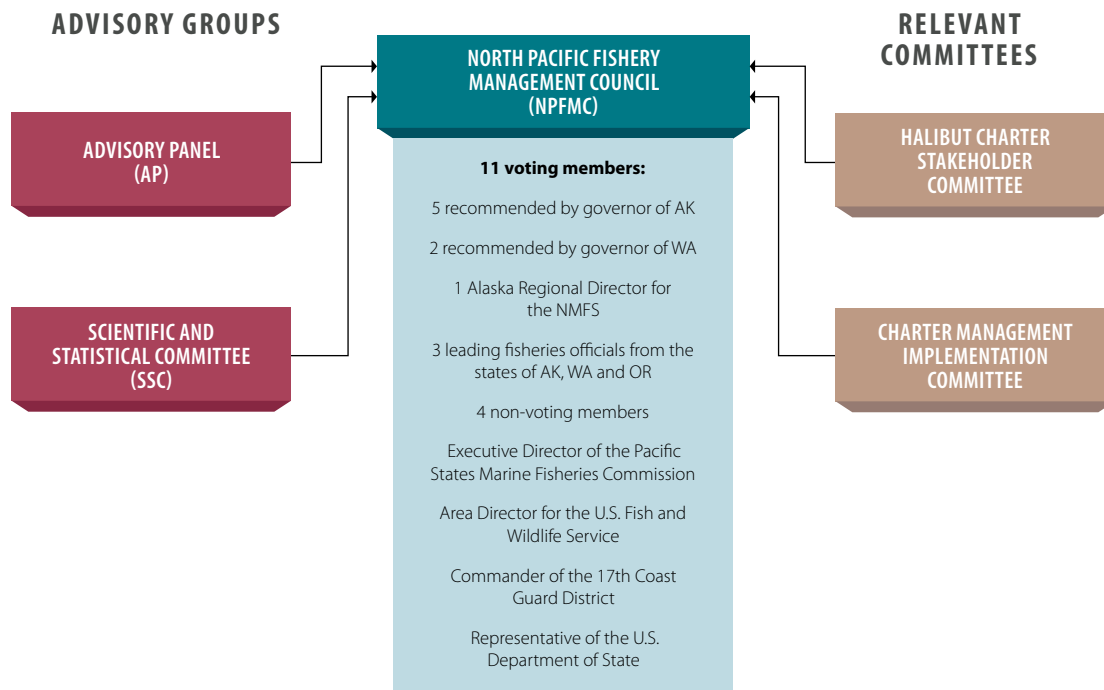 ADVISORY GROUPS
ADVISORY PANEL
(AP)
SCIENTIFIC AND
STATISTICAL COMMITTEE
(SSC)
NORTH PACIFIC FISHERY
MANAGEMENT COUNCIL
(NPFMC)
11 voting members:
5 recommended by governor of AK
2 recommended by governor of WA
1 Alaska Regional Director for
the NMFS
3 leading fisheries officials from the
states of AK, WA and OR
4 non-voting members
Executive Director of the Pacific
States Marine Fisheries Commission
Area Director for the U.S. Fish and
Wildlife Service
Commander of the 17th Coast
Guard District
Representative of the U.S.
Department of State
RELEVANT
COMMITTEES
HALIBUT CHARTER
STAKEHOLDER
COMMITTEE
CHARTER MANAGEMENT
IMPLEMENTATION
COMMITTEE